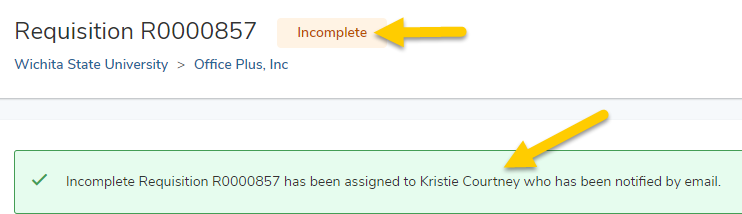 Requisition R0000857 Incomplete
Wichita State University > Office Plus, Inc
Incomplete Requisition R0000857 has been assigned to Kristie Courtney who has been notified by email.